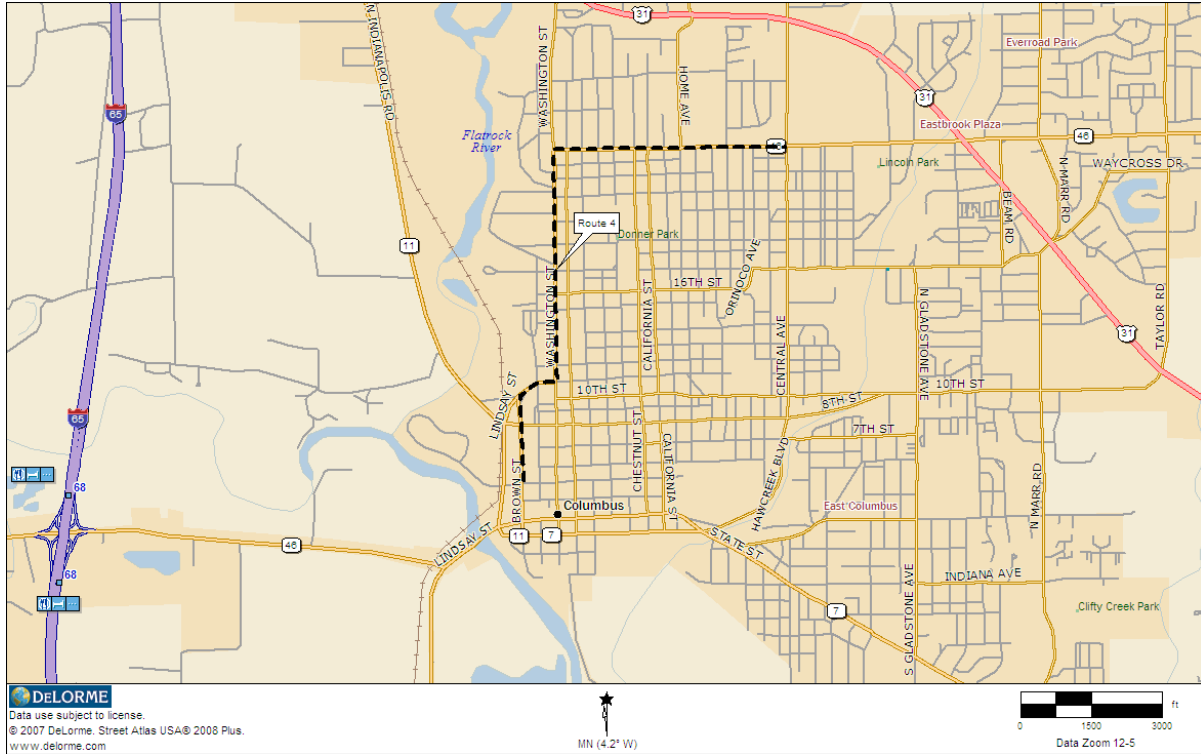 31
N INDIANAPOLIS RD
WASHINGTON ST
HOME AVE
Everroad Park
65
31
Flatrock
River
Eastbrook Plaza
46
46
Lincoln Park
N MARR RD
WAYCROSS DR
BEAM RD
Route 4
Donner Park
11
ORINOCO AVE
16TH ST
WASHINGTON ST
CALIFORNIA ST
N GLADSTONE AVE
TAYLOR RD
31
CENTRAL AVE
LINDSAY ST
10TH ST
10TH ST
8TH ST
65
7TH ST
CHESTNUT ST
CALIFORNIA ST
HAWCREEK BLVD
68
BROWN ST
Columbus
East Columbus
N MARR RD
11
7
46
LINDSAY ST
STATE ST
68
INDIANA AVE
S GLADSTONE AVE
7
Clifty Creek Park
DELORME
Data use subject to license.
© 2007 DeLorme. Street Atlas USA® 2008 Plus.
www.delorme.com
MN (4.2° W)
ft
0 1500 3000
Data Zoom 12-5